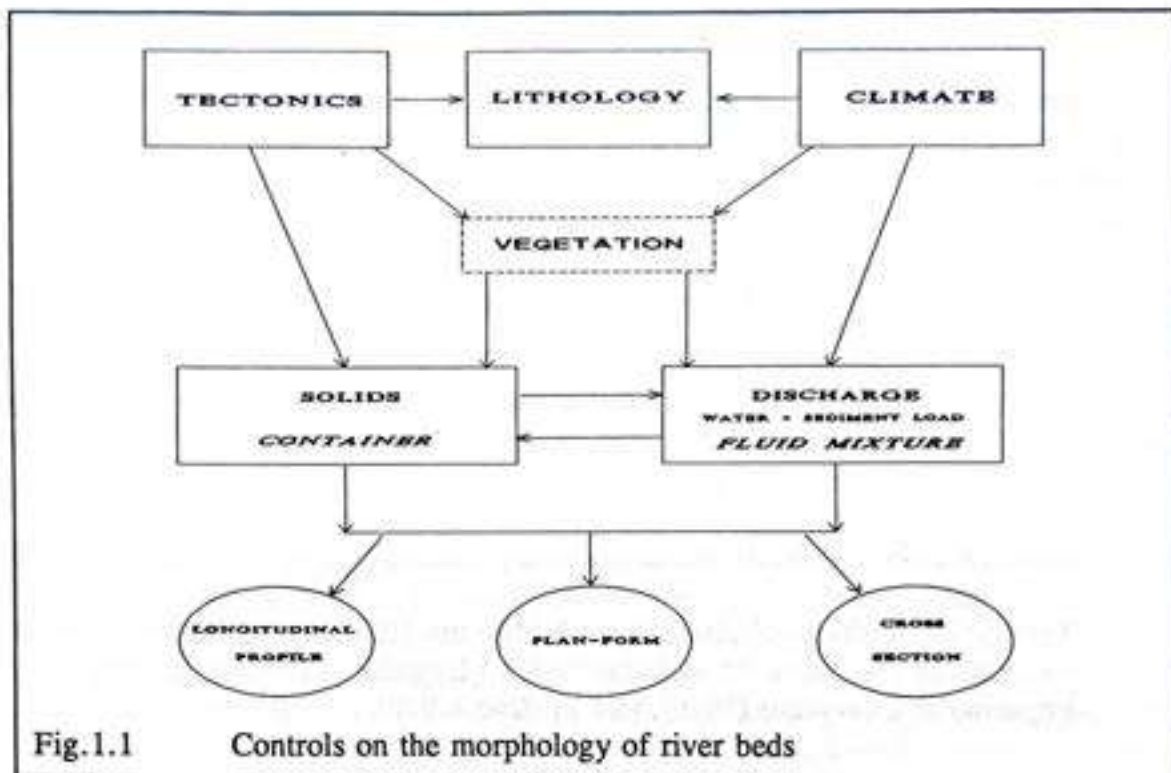 TECTONICS
LITHOLOGY
CLIMATE
VEGETATION
SOLIDS
CONTAINER
DISCHARGE
WATER + SEDIMENT LOAD
FLUID MIXTURE
LONGITUDINAL
PROFILE
PLAN-FORM
CROSS
SECTION
Fig.1.1 Controls on the morphology of river beds